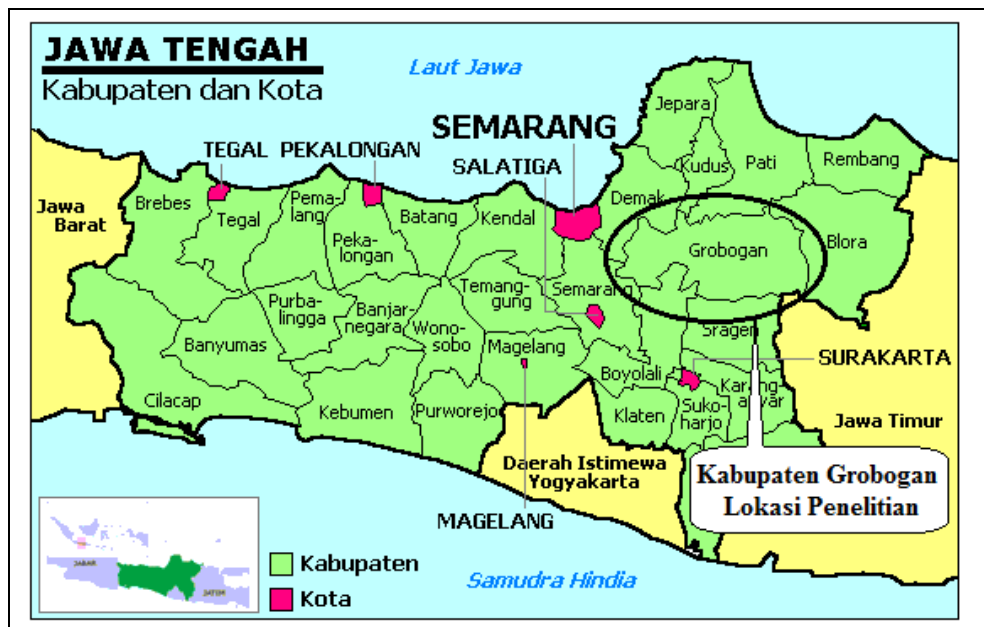 JAWA TENGAH
Kabupaten dan Kota
Laut Jawa
SEMARANG
TEGAL
PEKALONGAN
SALATIGA
Jepara
Kudus
Pati
Rembang
Demak
Jawa
Barat
Brebes
Tegal
Pema-
lang
Peka-
longan
Batang
Kendal
Grobogan
Blora
Temang-
gung
Semarang
Purba-
lingga
Banjar-
negara
Wono-
sobo
Magelang
Sragen
SURAKARTA
Banyumas
Boyolali
Karang-
anyar
Cilacap
Kebumen
Purworejo
Klaten
Suko-
harjo
Jawa Timur
Daerah Istimewa
Yogyakarta
Kabupaten Grobogan
Lokasi Penelitian
MAGELANG
JABAR
JATIM
Kabupaten
Kota
Samudra Hindia